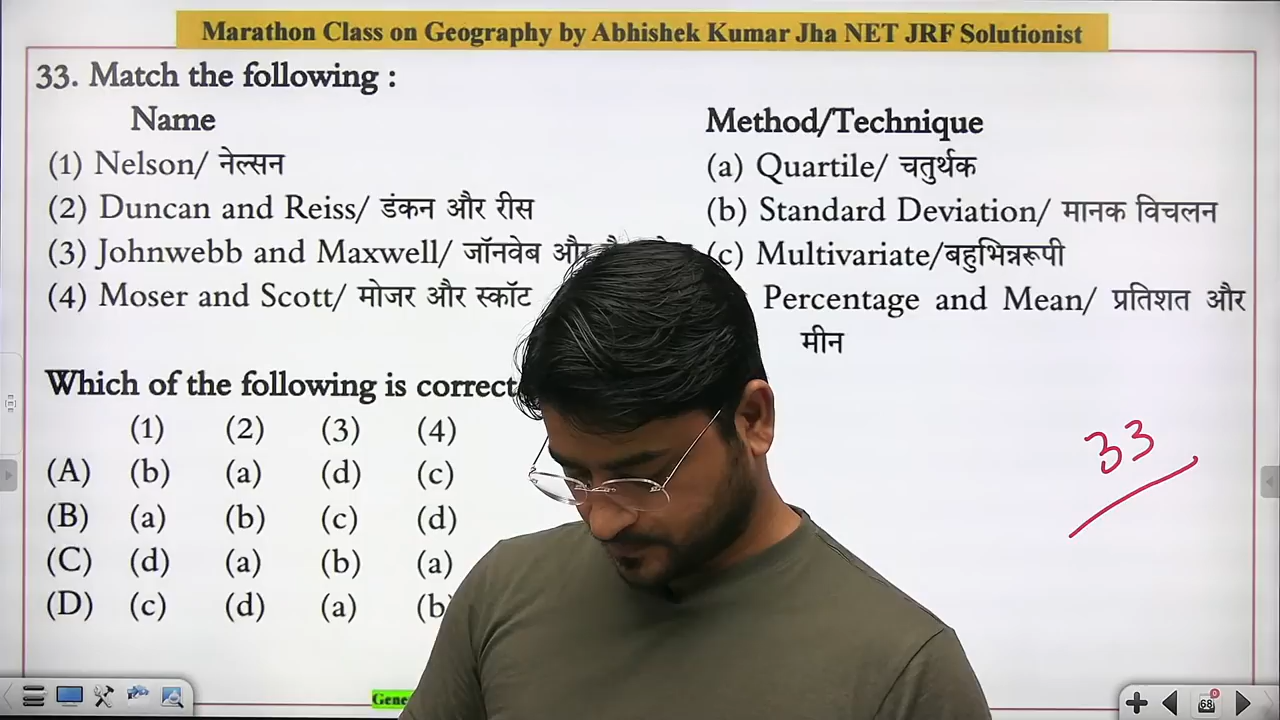 Marathon Class on Geography by Abhishek Kumar Jha NET JRF Solutionist
33. Match the following :
Name
Method/Technique
(1) Nelson/ नेल्सन
(a) Quartile/ चतुर्थक
(2) Duncan and Reiss/ डंकन और रीस
(b) Standard Deviation/ मानक विचलन
(3) Johnwebb and Maxwell/ जॉनवेब
(c) Multivariate/बहुभिन्नरूपी
(4) Moser and Scott/ मोजर और स्कॉट
Percentage and Mean/ प्रतिशत और
मीन
Which of the following is correct
(1) (2) (3) (4)
(A) (b) (a) (d) (c)
(B) (a) (b) (c) (d)
(C) (d) (a) (b) (a)
(D) (c) (d) (a) (b)
33
68